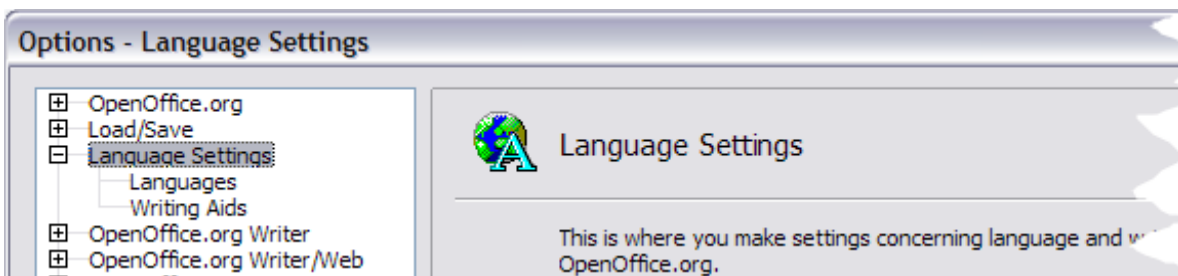 Options - Language Settings
OpenOffice.org
Load/Save
Language Settings
Languages
Writing Aids
OpenOffice.org Writer
OpenOffice.org Writer/Web
Language Settings
This is where you make settings concerning language and
OpenOffice.org.